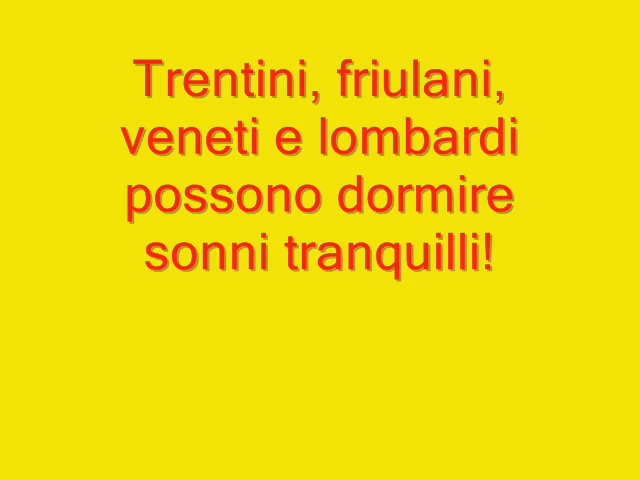 Trentini, friulani,
veneti e lombardi
possono dormire
sonni tranquilli!